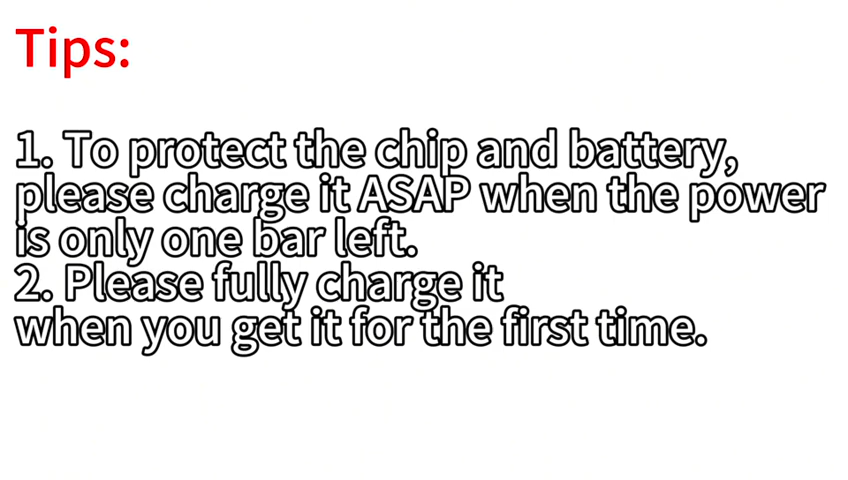 Tips:
1. To protect the chip and battery,
please charge it ASAP when the power
is only one bar left.
2. Please fully charge it
when you get it for the first time.